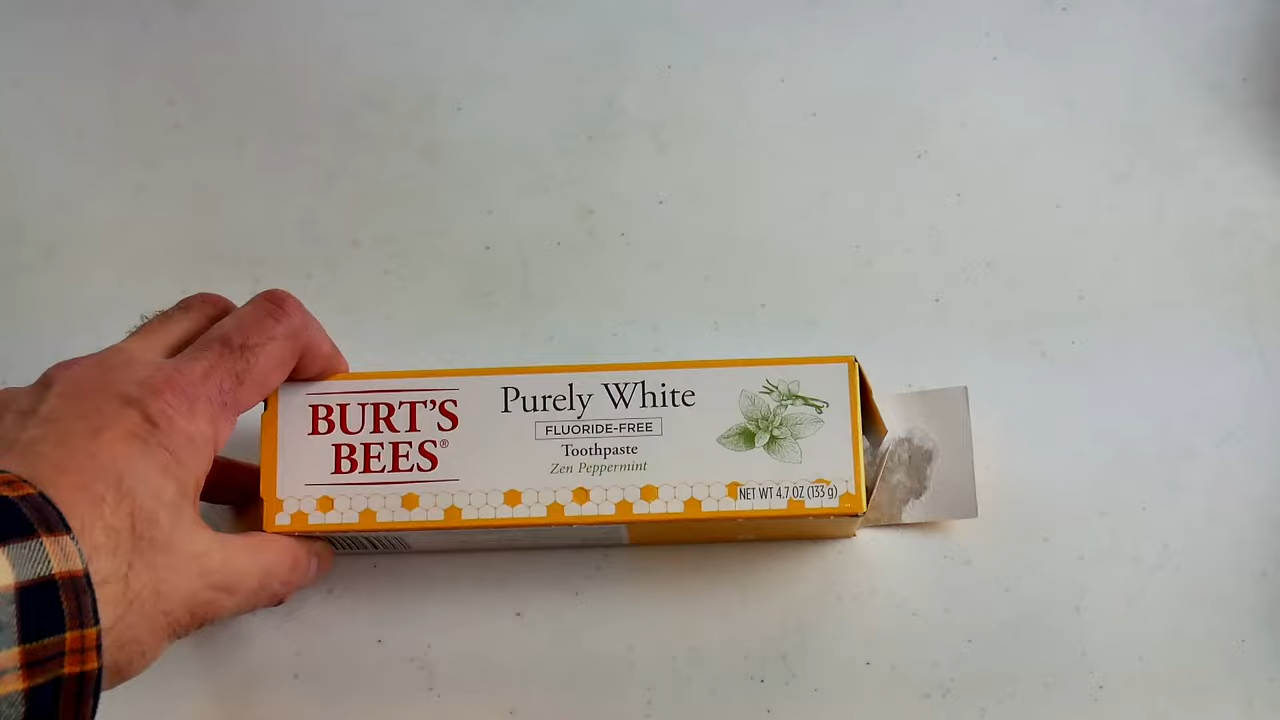 BURT'S
BEES®
Purely White
FLUORIDE-FREE
Toothpaste
Zen Peppermint
NET WT 4.7 OZ (133 g)